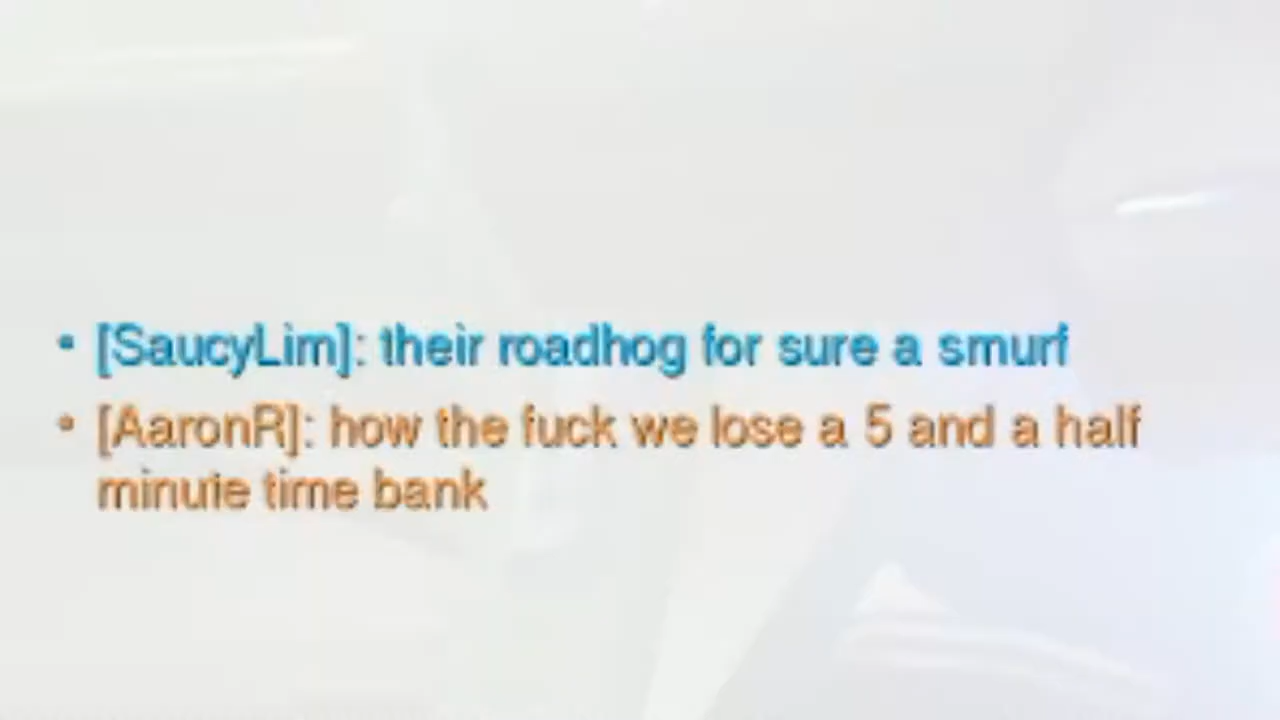 • [SaucyLim]: their roadhog for sure a smurf
• [AaronR]: how the fuck we lose a 5 and a half
minute time bank